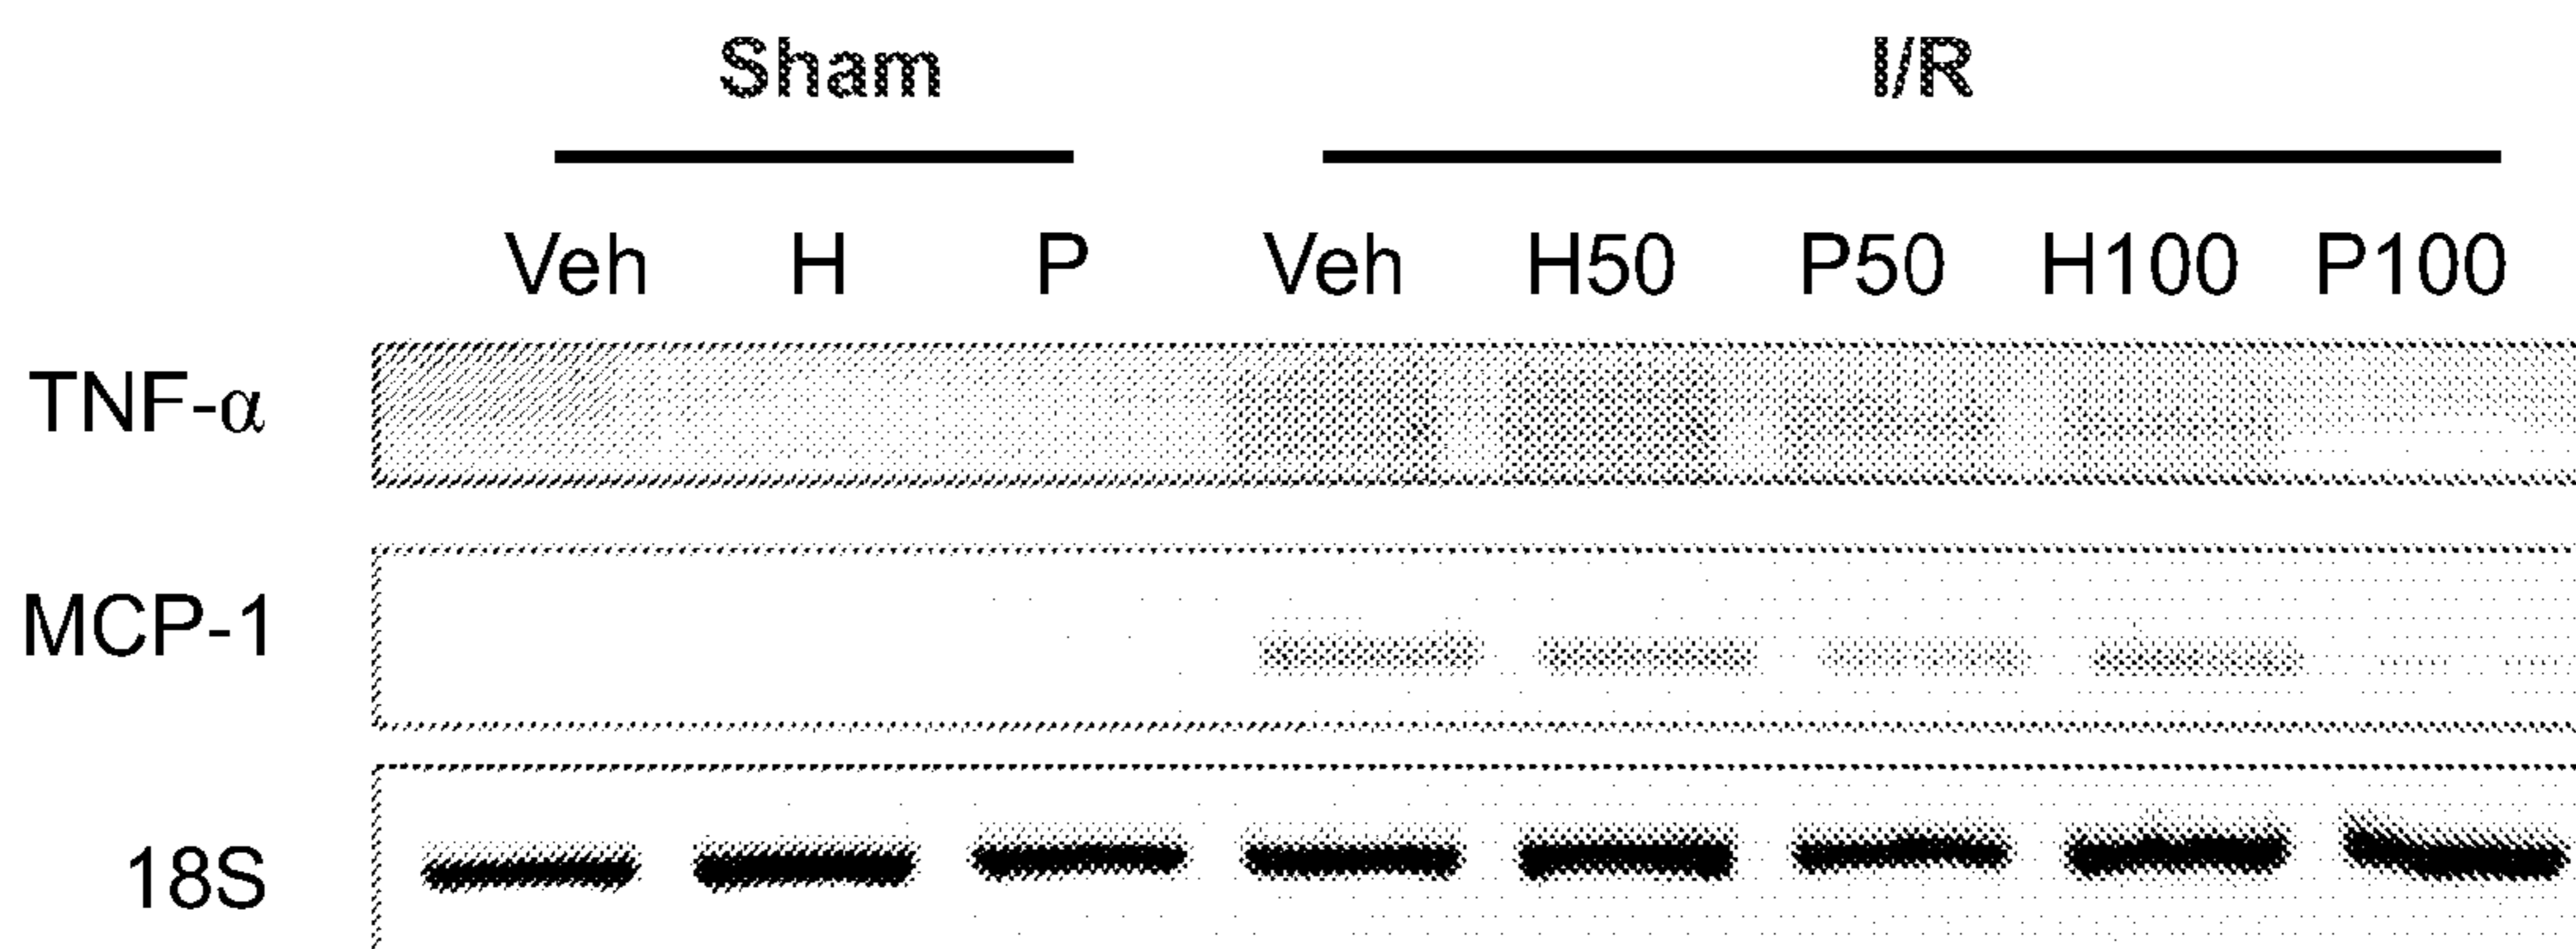 Sham I/R
Veh H P Veh H50 P50 H100 P100
TNF-α
MCP-1
18S